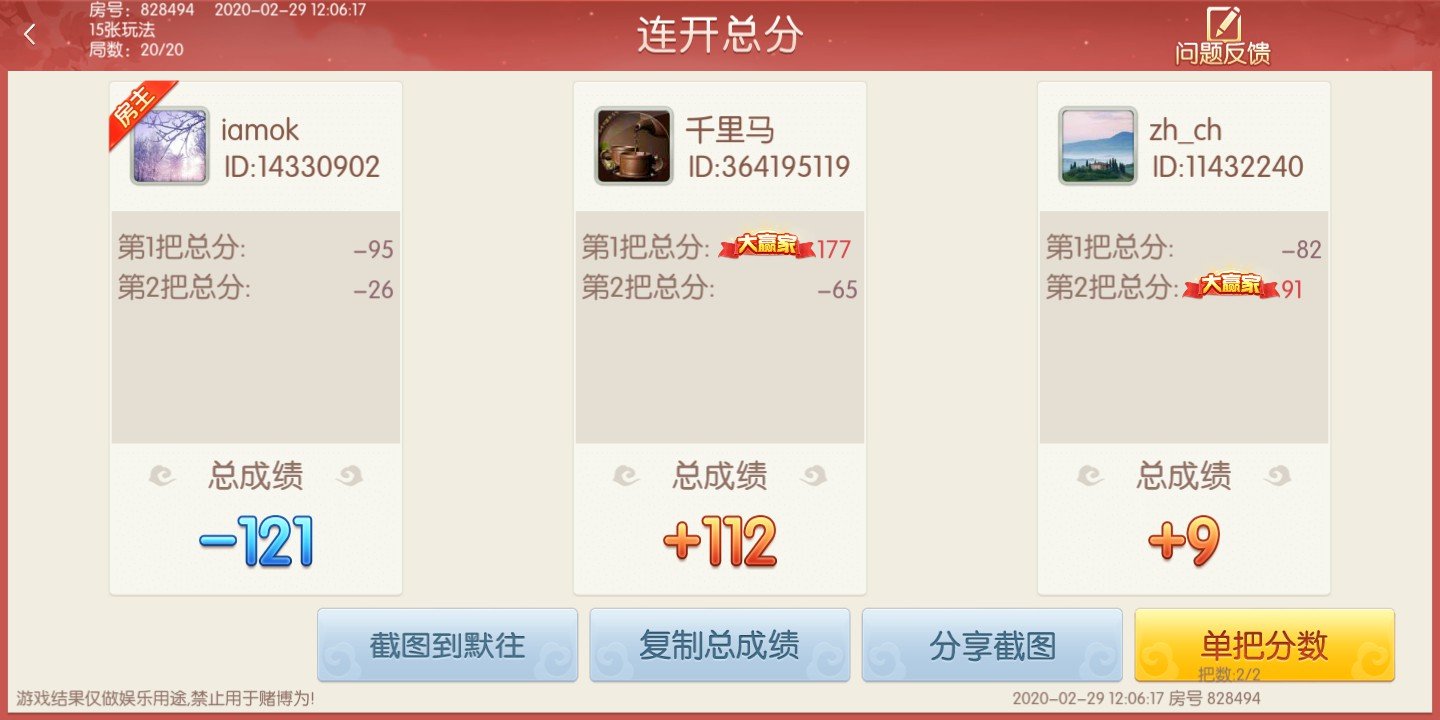 房号：828494 2020-02-29 12:06:17
15张玩法
局数：20/20
连开总分
问题反馈
房主
iamok
ID:14330902
第1把总分: -95
第2把总分: -26
总成绩
-121
千里马
ID:364195119
第1把总分: 大赢家 177
第2把总分: -65
总成绩
+112
zh_ch
ID:11432240
第1把总分: -82
第2把总分: 大赢家 91
总成绩
+9
截图到默往
复制总成绩
分享截图
单把分数
把数:2/2
游戏结果仅做娱乐用途,禁止用于赌博为!
2020-02-29 12:06:17 房号 828494